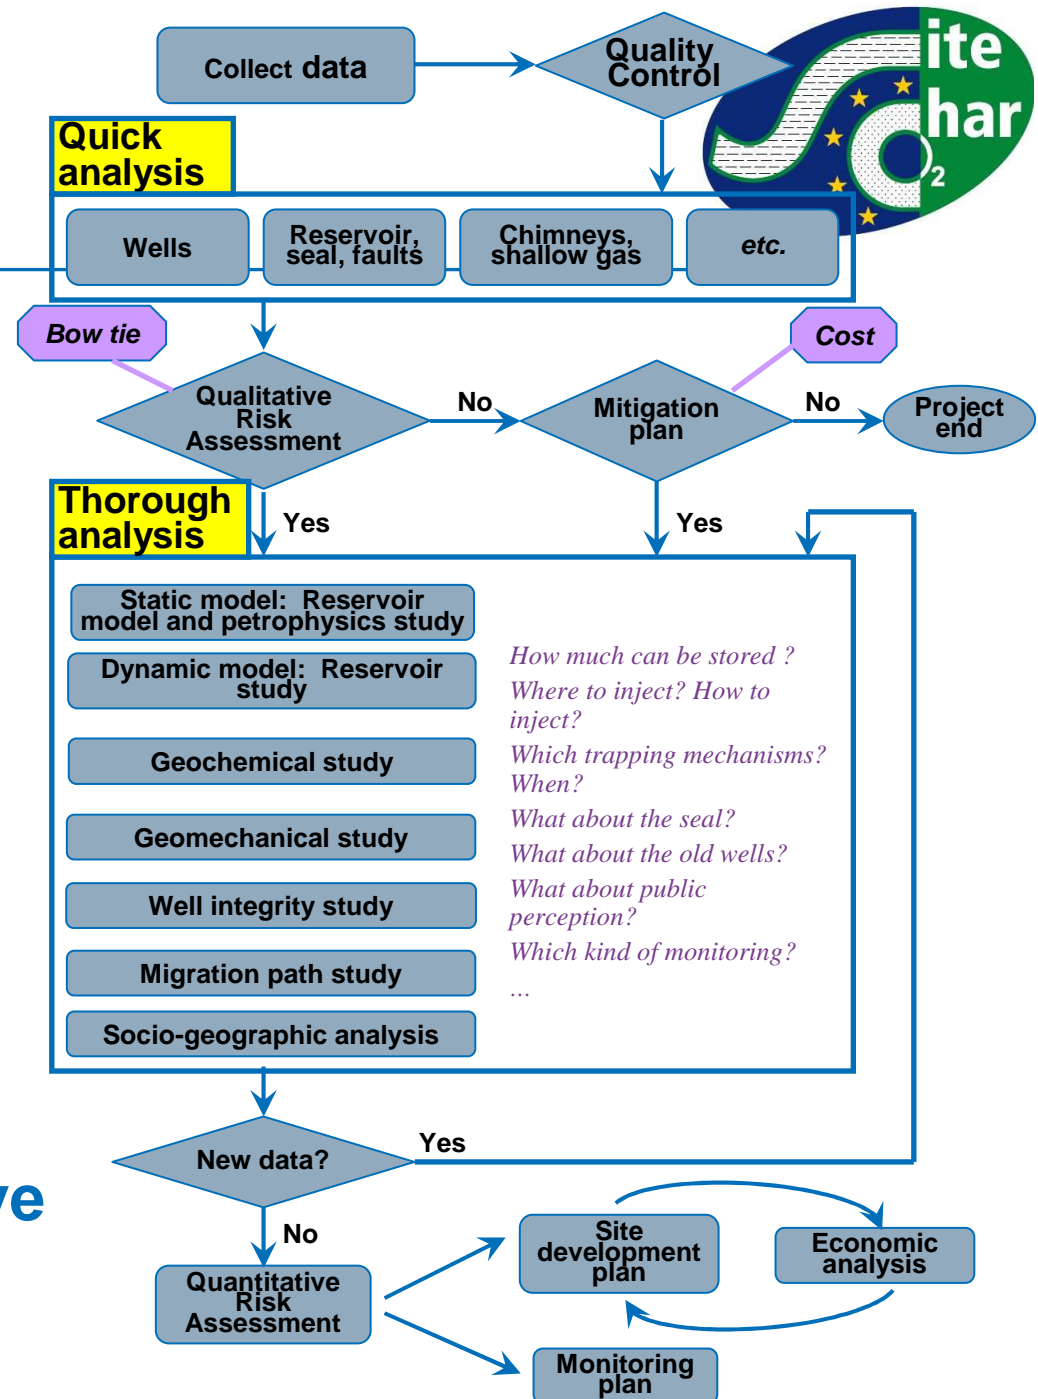 Collect data
Quality
Control
ite
har
2
Quick
analysis
Wells
Reservoir,
seal, faults
Chimneys,
shallow gas
etc.
Bow tie
Cost
Qualitative
Risk
Assessment
No
Mitigation
plan
No
Project
end
Thorough
analysis
Yes
Yes
Static model:  Reservoir
model and petrophysics study
Dynamic model:  Reservoir
study
Geochemical study
Geomechanical study
Well integrity study
Migration path study
Socio-geographic analysis
How much can be stored ?
Where to inject? How to
inject?
Which trapping mechanisms?
When?
What about the seal?
What about the old wells?
What about public
perception?
Which kind of monitoring?
…
New data?
Yes
ve
No
Quantitative
Risk
Assessment
Site
development
plan
Economic
analysis
Monitoring
plan